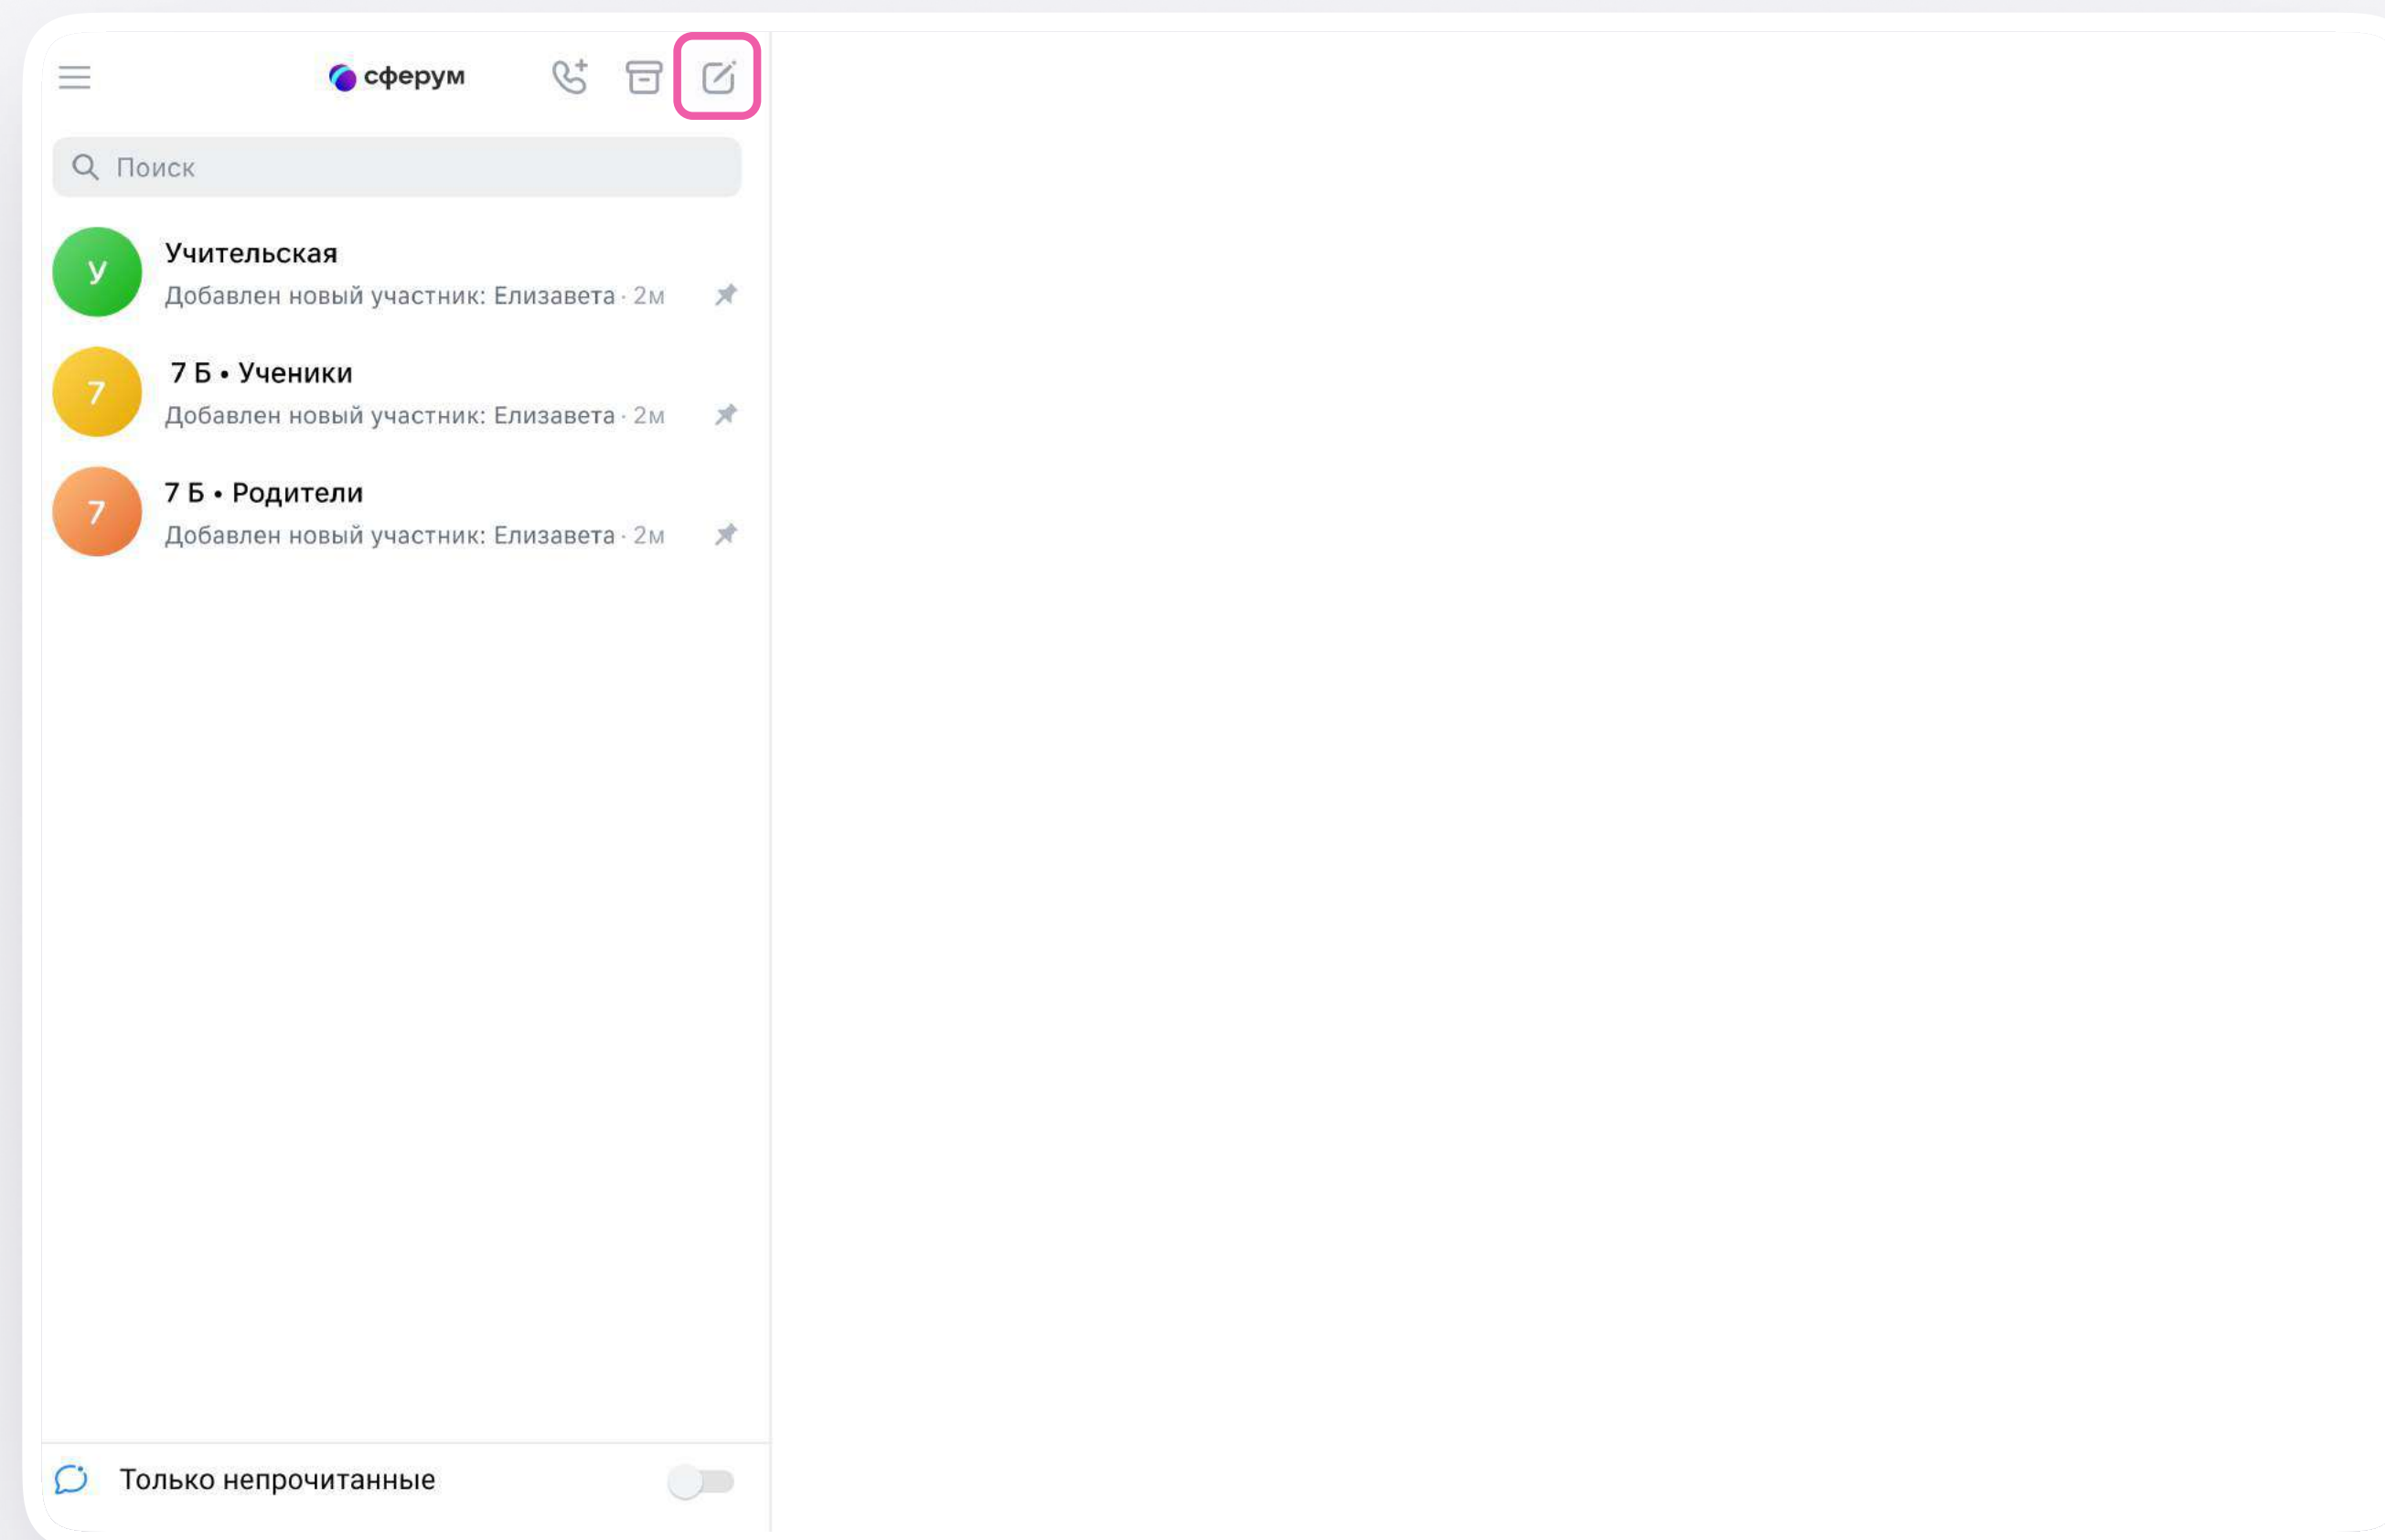 сферум
Поиск
У
Учительская
Добавлен новый участник: Елизавета · 2м
7
7 Б • Ученики
Добавлен новый участник: Елизавета · 2м
7
7 Б • Родители
Добавлен новый участник: Елизавета · 2м
Только непрочитанные